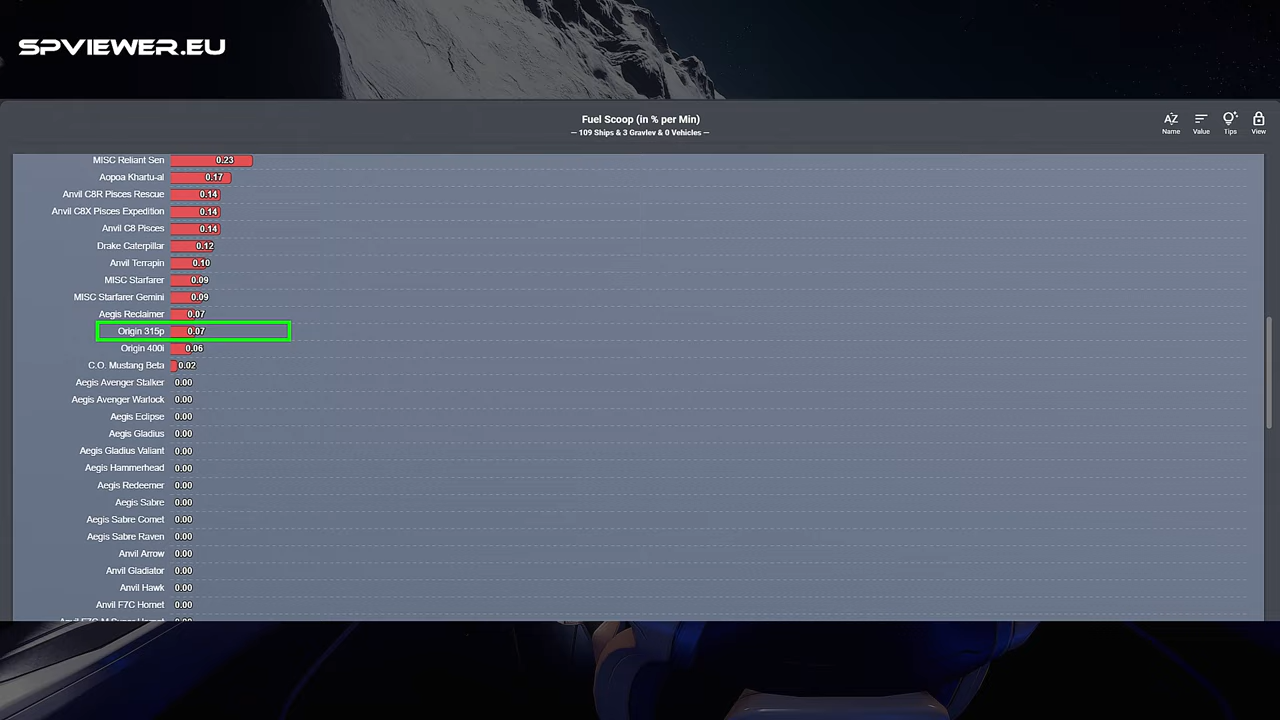 SPVIEWER.EU
Fuel Scoop (in % per Min)
— 109 Ships & 3 Gravlev & 0 Vehicles —
AZ Name
Value
Tips
View
MISC Reliant Sen 0.23
Aopoa Khartu-al 0.17
Anvil C8R Pisces Rescue 0.14
Anvil C8X Pisces Expedition 0.14
Anvil C8 Pisces 0.14
Drake Caterpillar 0.12
Anvil Terrapin 0.10
MISC Starfarer 0.09
MISC Starfarer Gemini 0.09
Aegis Reclaimer 0.07
Origin 315p 0.07
Origin 400i 0.06
C.O. Mustang Beta 0.02
Aegis Avenger Stalker 0.00
Aegis Avenger Warlock 0.00
Aegis Eclipse 0.00
Aegis Gladius 0.00
Aegis Gladius Valiant 0.00
Aegis Hammerhead 0.00
Aegis Redeemer 0.00
Aegis Sabre 0.00
Aegis Sabre Comet 0.00
Aegis Sabre Raven 0.00
Anvil Arrow 0.00
Anvil Gladiator 0.00
Anvil Hawk 0.00
Anvil F7C Hornet 0.00